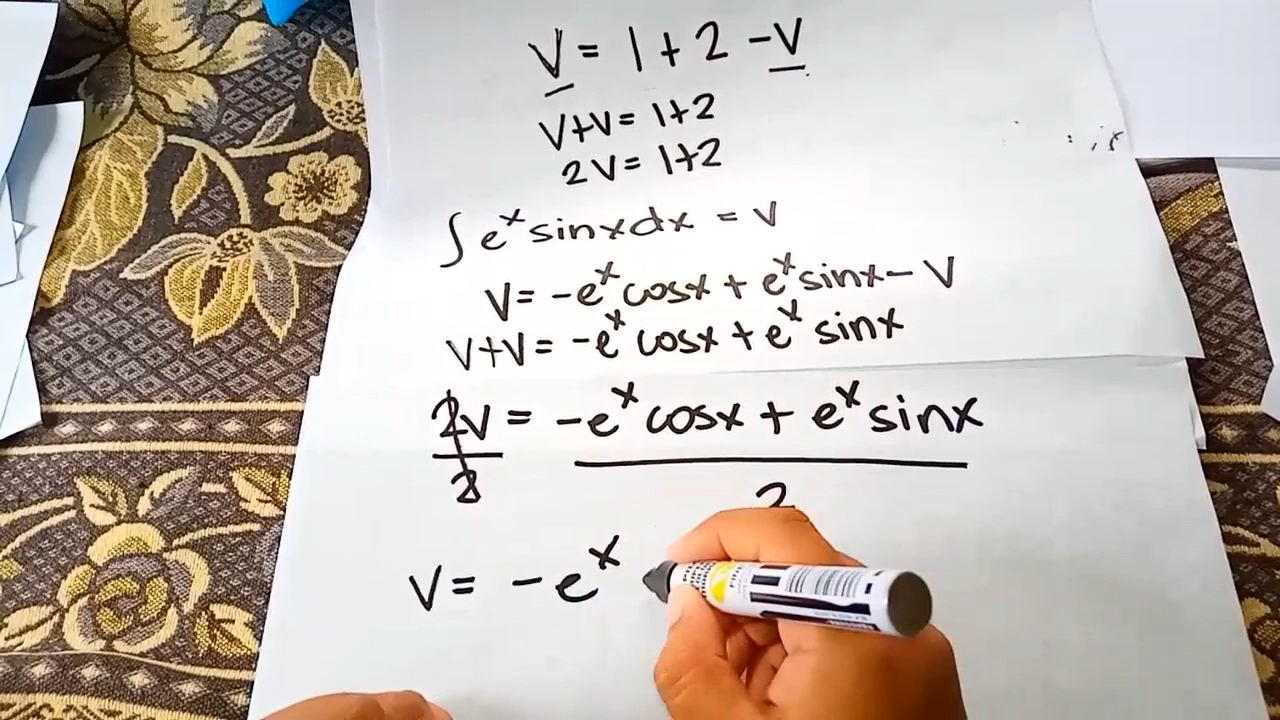 V = 1 + 2 - V
V+V = 1+2
2V = 1+2
∫ e^x sinx dx = V
V = -e^x cosx + e^x sinx - V
V+V = -e^x cosx + e^x sinx
2V = -e^x cosx + e^x sinx
2 2
V = -e^x